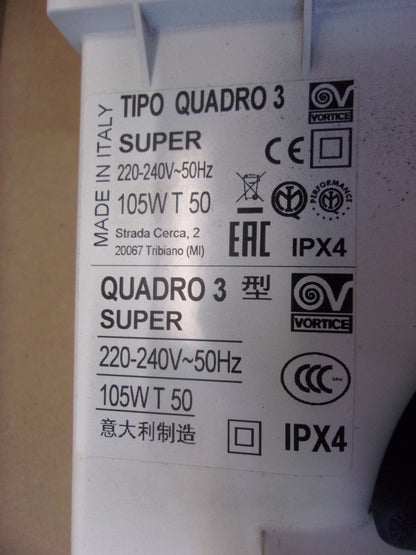 MADE IN ITALY
TIPO QUADRO 3
VORTICE
SUPER
CE
220-240V~50Hz
105W T 50
PERFORMANCE
Strada Cerca, 2
20067 Tribiano (MI)
EAC
IPX4
QUADRO 3 型
VORTICE
SUPER
220-240V~50Hz
CCC S&E
105W T 50
意大利制造
IPX4